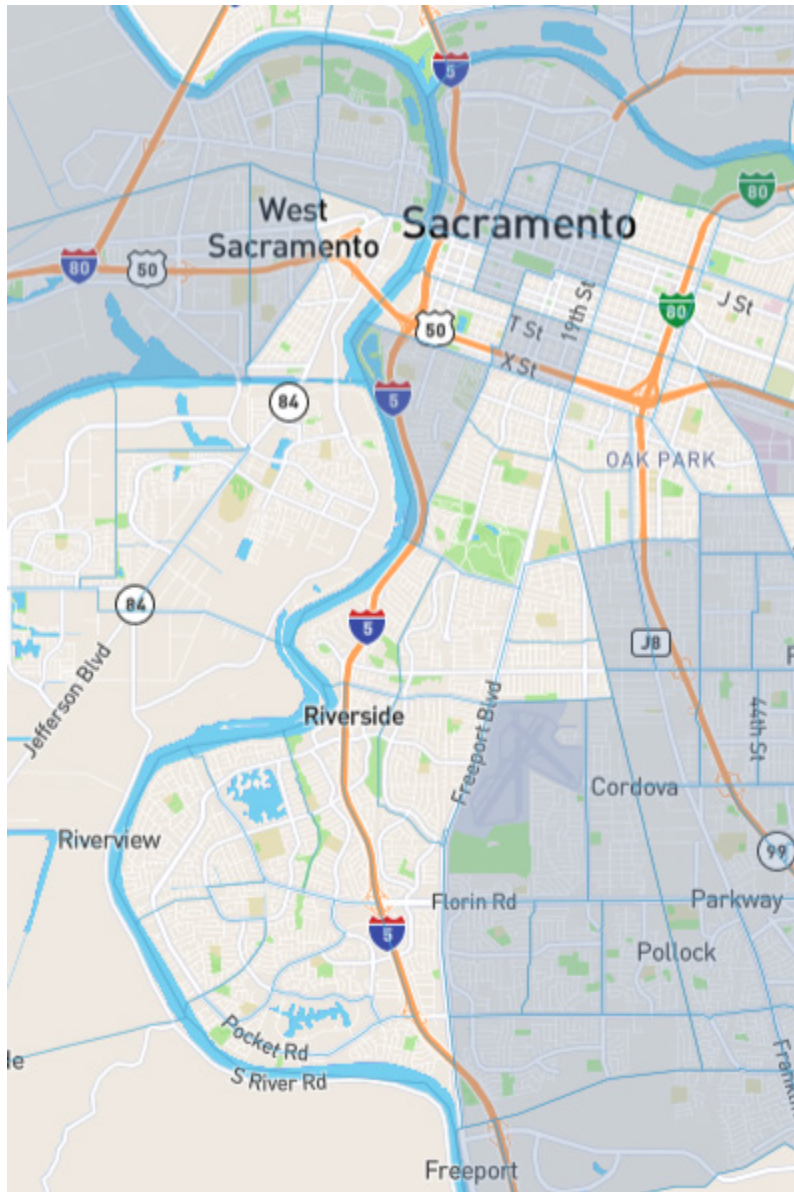 5
80
West
Sacramento
Sacramento
80
50
19th St
J St
80
50
T St
X St
5
84
OAK PARK
84
5
J8
Jefferson Blvd
Riverside
Freeport Blvd
44th St
Cordova
Riverview
99
Florin Rd
Parkway
5
Pollock
Pocket Rd
S River Rd
Freeport